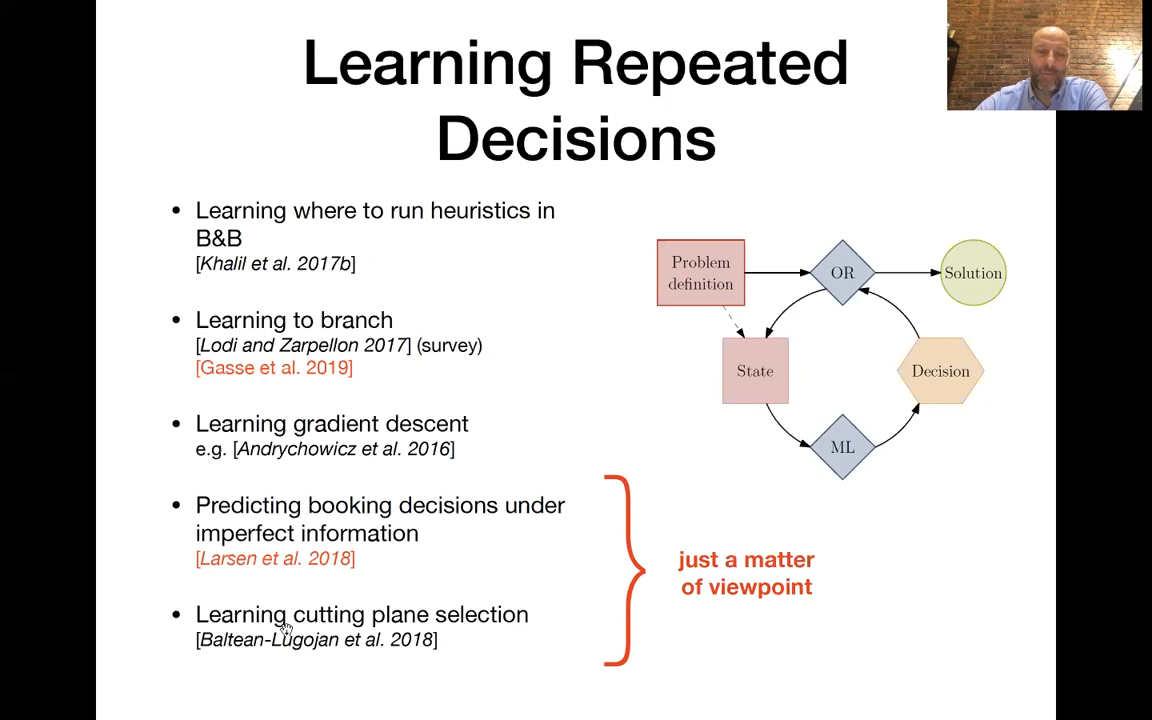 Learning Repeated
Decisions
• Learning where to run heuristics in
B&B
[Khalil et al. 2017b]
• Learning to branch
[Lodi and Zarpellon 2017] (survey)
[Gasse et al. 2019]
• Learning gradient descent
e.g. [Andrychowicz et al. 2016]
• Predicting booking decisions under
imperfect information
[Larsen et al. 2018]
• Learning cutting plane selection
[Baltean-Lugojan et al. 2018]
Problem
definition
OR
Solution
State
Decision
ML
just a matter
of viewpoint